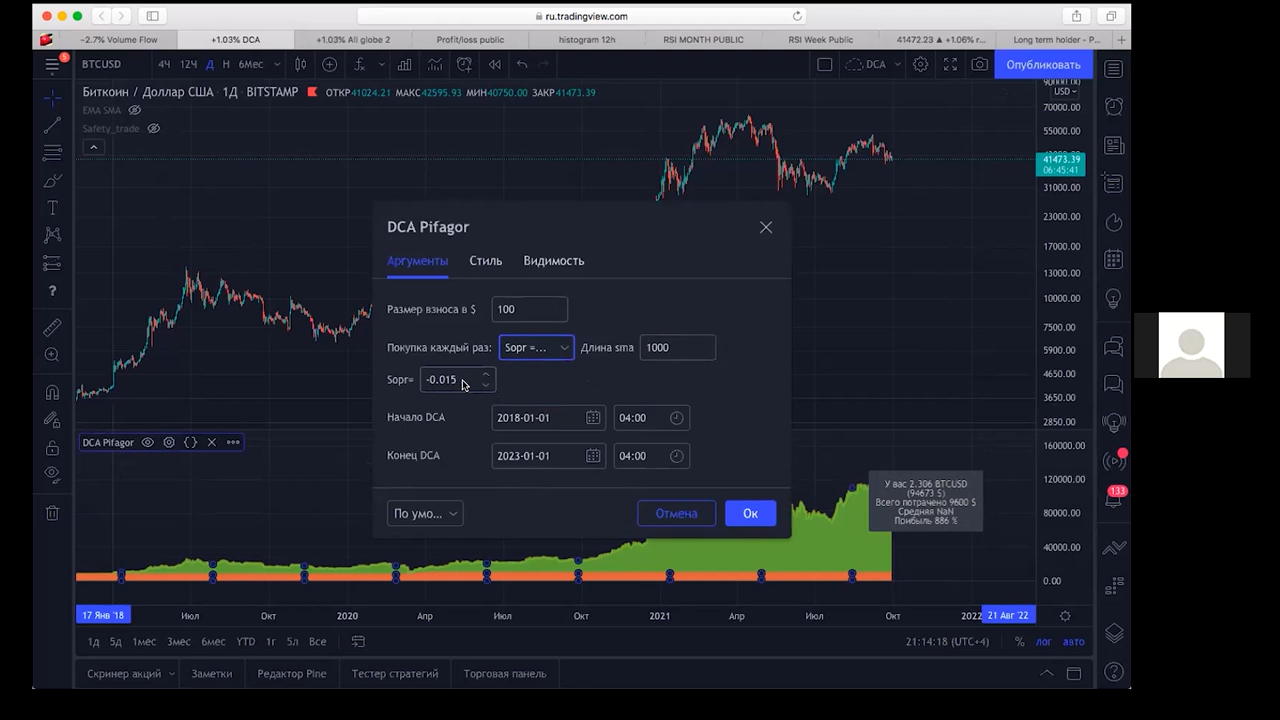 ru.tradingview.com
-2.7% Volume Flow
+1.03% DCA
+1.03% All globe 2
Profit/loss public
histogram 12h
RSI MONTH PUBLIC
RSI Week Public
41472.23 ▲ +1.06% r...
Long term holder - P...
5
BTCUSD
4Ч 12Ч Д Н 6Мес
DCA
Опубликовать
Биткоин / Доллар США · 1Д · BITSTAMP
ОТКР41024.21 МАКС42595.93 МИН40750.00 ЗАКР41473.39
EMA SMA
Safety_trade
USD
90000.00
70000.00
55000.00
41473.39
06:45:41
31000.00
23000.00
17000.00
13000.00
10000.00
7500.00
5900.00
4650.00
3650.00
2850.00
DCA Pifagor
Аргументы Стиль Видимость
Размер взноса в $ 100
Покупка каждый раз: Sopr =... Длина sma 1000
Sopr= -0.015
Начало DCA 2018-01-01 04:00
Конец DCA 2023-01-01 04:00
По умо... Отмена Ок
DCA Pifagor
160000.00
120000.00
80000.00
40000.00
0.00
У вас 2.306 BTCUSD
(94673 $)
Всего потрачено 9600 $
Средняя NaN
Прибыль 886 %
133
17 Янв '18 Июл Окт 2020 Апр Июл Окт 2021 Апр Июл Окт 2022 21 Авг '22
1д 5д 1мес 3мес 6мес YTD 1г 5л Все
21:14:18 (UTC+4) % лог авто
Скринер акций Заметки Редактор Pine Тестер стратегий Торговая панель